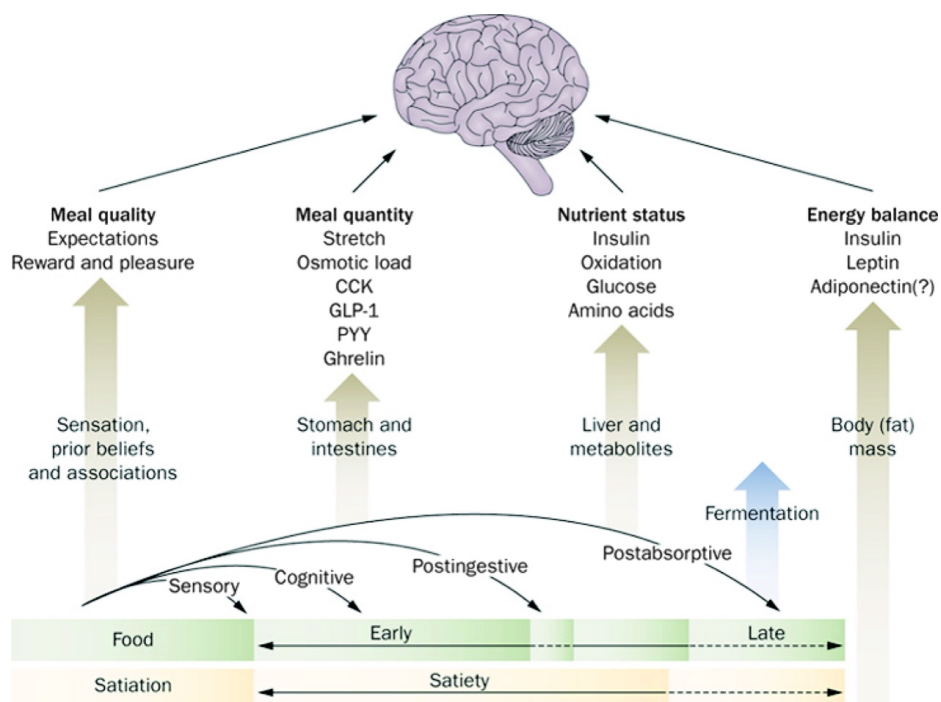 Meal quality
Expectations
Reward and pleasure
Meal quantity
Stretch
Osmotic load
CCK
GLP-1
PYY
Ghrelin
Nutrient status
Insulin
Oxidation
Glucose
Amino acids
Energy balance
Insulin
Leptin
Adiponectin(?)
Sensation,
prior beliefs
and associations
Stomach and
intestines
Liver and
metabolites
Body (fat)
mass
Fermentation
Sensory
Cognitive
Postingestive
Postabsorptive
Food
Early
Late
Satiation
Satiety